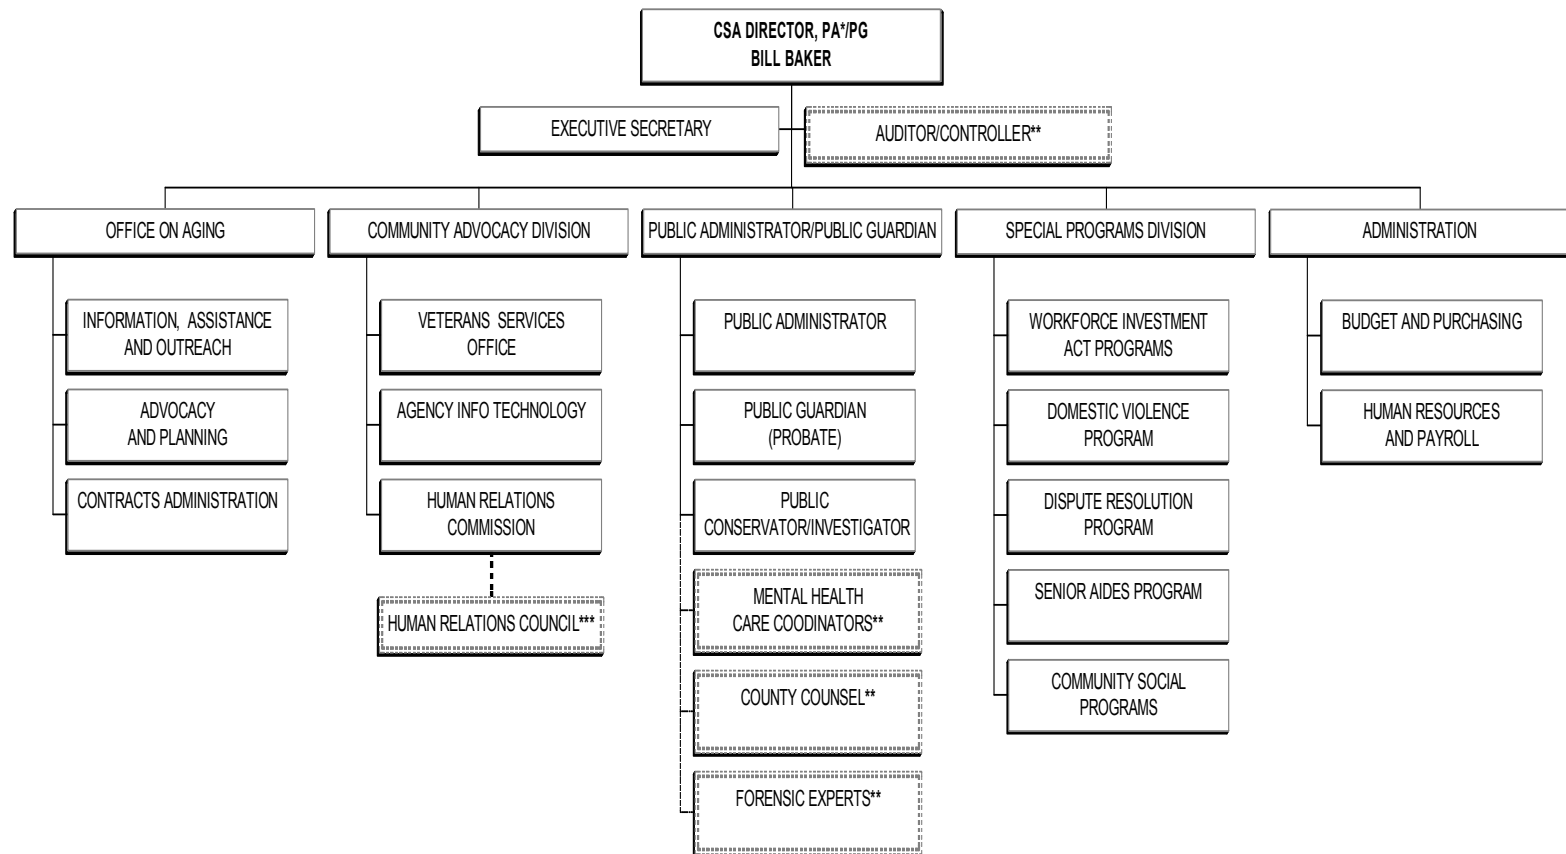 CSA DIRECTOR, PA*/PG
BILL BAKER
EXECUTIVE SECRETARY
AUDITOR/CONTROLLER**
OFFICE ON AGING
INFORMATION, ASSISTANCE
AND OUTREACH
ADVOCACY
AND PLANNING
CONTRACTS ADMINISTRATION
COMMUNITY ADVOCACY DIVISION
VETERANS SERVICES
OFFICE
AGENCY INFO TECHNOLOGY
HUMAN RELATIONS
COMMISSION
HUMAN RELATIONS COUNCIL***
PUBLIC ADMINISTRATOR/PUBLIC GUARDIAN
PUBLIC ADMINISTRATOR
PUBLIC GUARDIAN
(PROBATE)
PUBLIC
CONSERVATOR/INVESTIGATOR
MENTAL HEALTH
CARE COODINATORS**
COUNTY COUNSEL**
FORENSIC EXPERTS**
SPECIAL PROGRAMS DIVISION
WORKFORCE INVESTMENT
ACT PROGRAMS
DOMESTIC VIOLENCE
PROGRAM
DISPUTE RESOLUTION
PROGRAM
SENIOR AIDES PROGRAM
COMMUNITY SOCIAL
PROGRAMS
ADMINISTRATION
BUDGET AND PURCHASING
HUMAN RESOURCES
AND PAYROLL